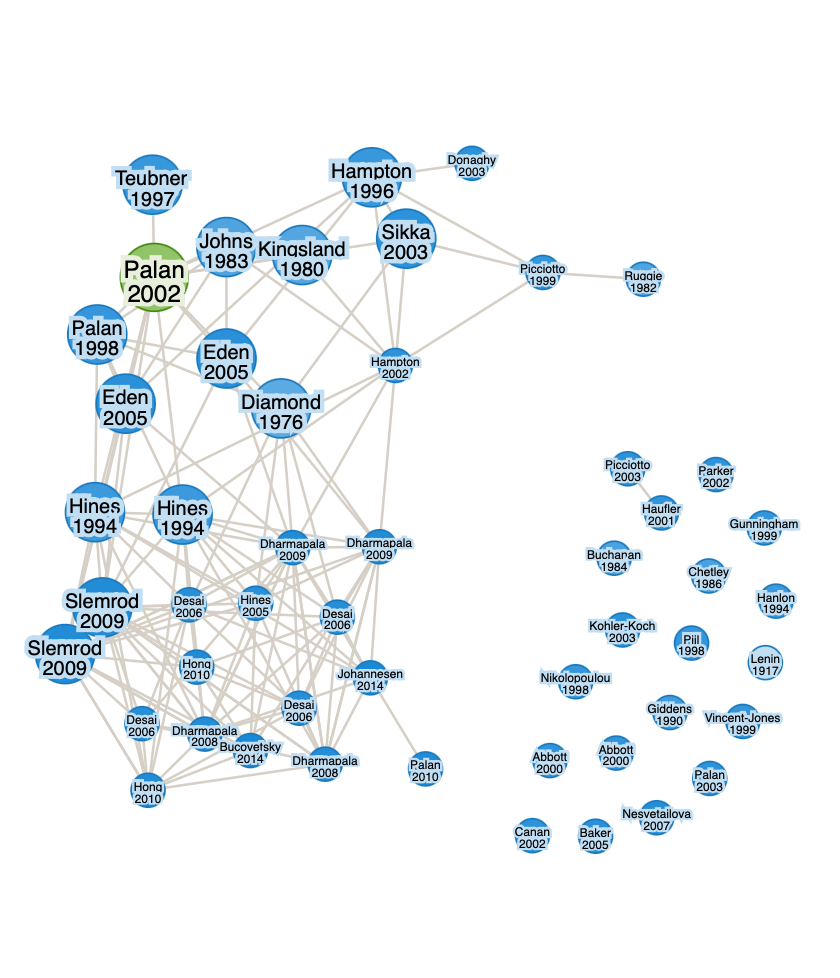 Donaghy
2003
Hampton
1996
Teubner
1997
Sikka
2003
Johns
1983
Kingsland
1980
Palan
2002
Picciotto
1999
Ruggie
1982
Palan
1998
Eden
2005
Hampton
2002
Eden
2005
Diamond
1976
Picciotto
2003
Parker
2002
Hines
1994
Hines
1994
Haufler
2001
Gunningham
1999
Dharmapala
2009
Dharmapala
2009
Buchanan
1984
Chetley
1986
Slemrod
2009
Desai
2006
Hines
2005
Desai
2006
Hanlon
1994
Kohler-Koch
2003
Piil
1998
Slemrod
2009
Hong
2010
Johannesen
2014
Lenin
1917
Nikolopoulou
1998
Desai
2006
Desai
2006
Dharmapala
2008
Bucovetsky
2014
Giddens
1990
Vincent-Jones
1999
Dharmapala
2008
Palan
2010
Abbott
2000
Abbott
2000
Palan
2003
Hong
2010
Nesvetailova
2007
Canan
2002
Baker
2005